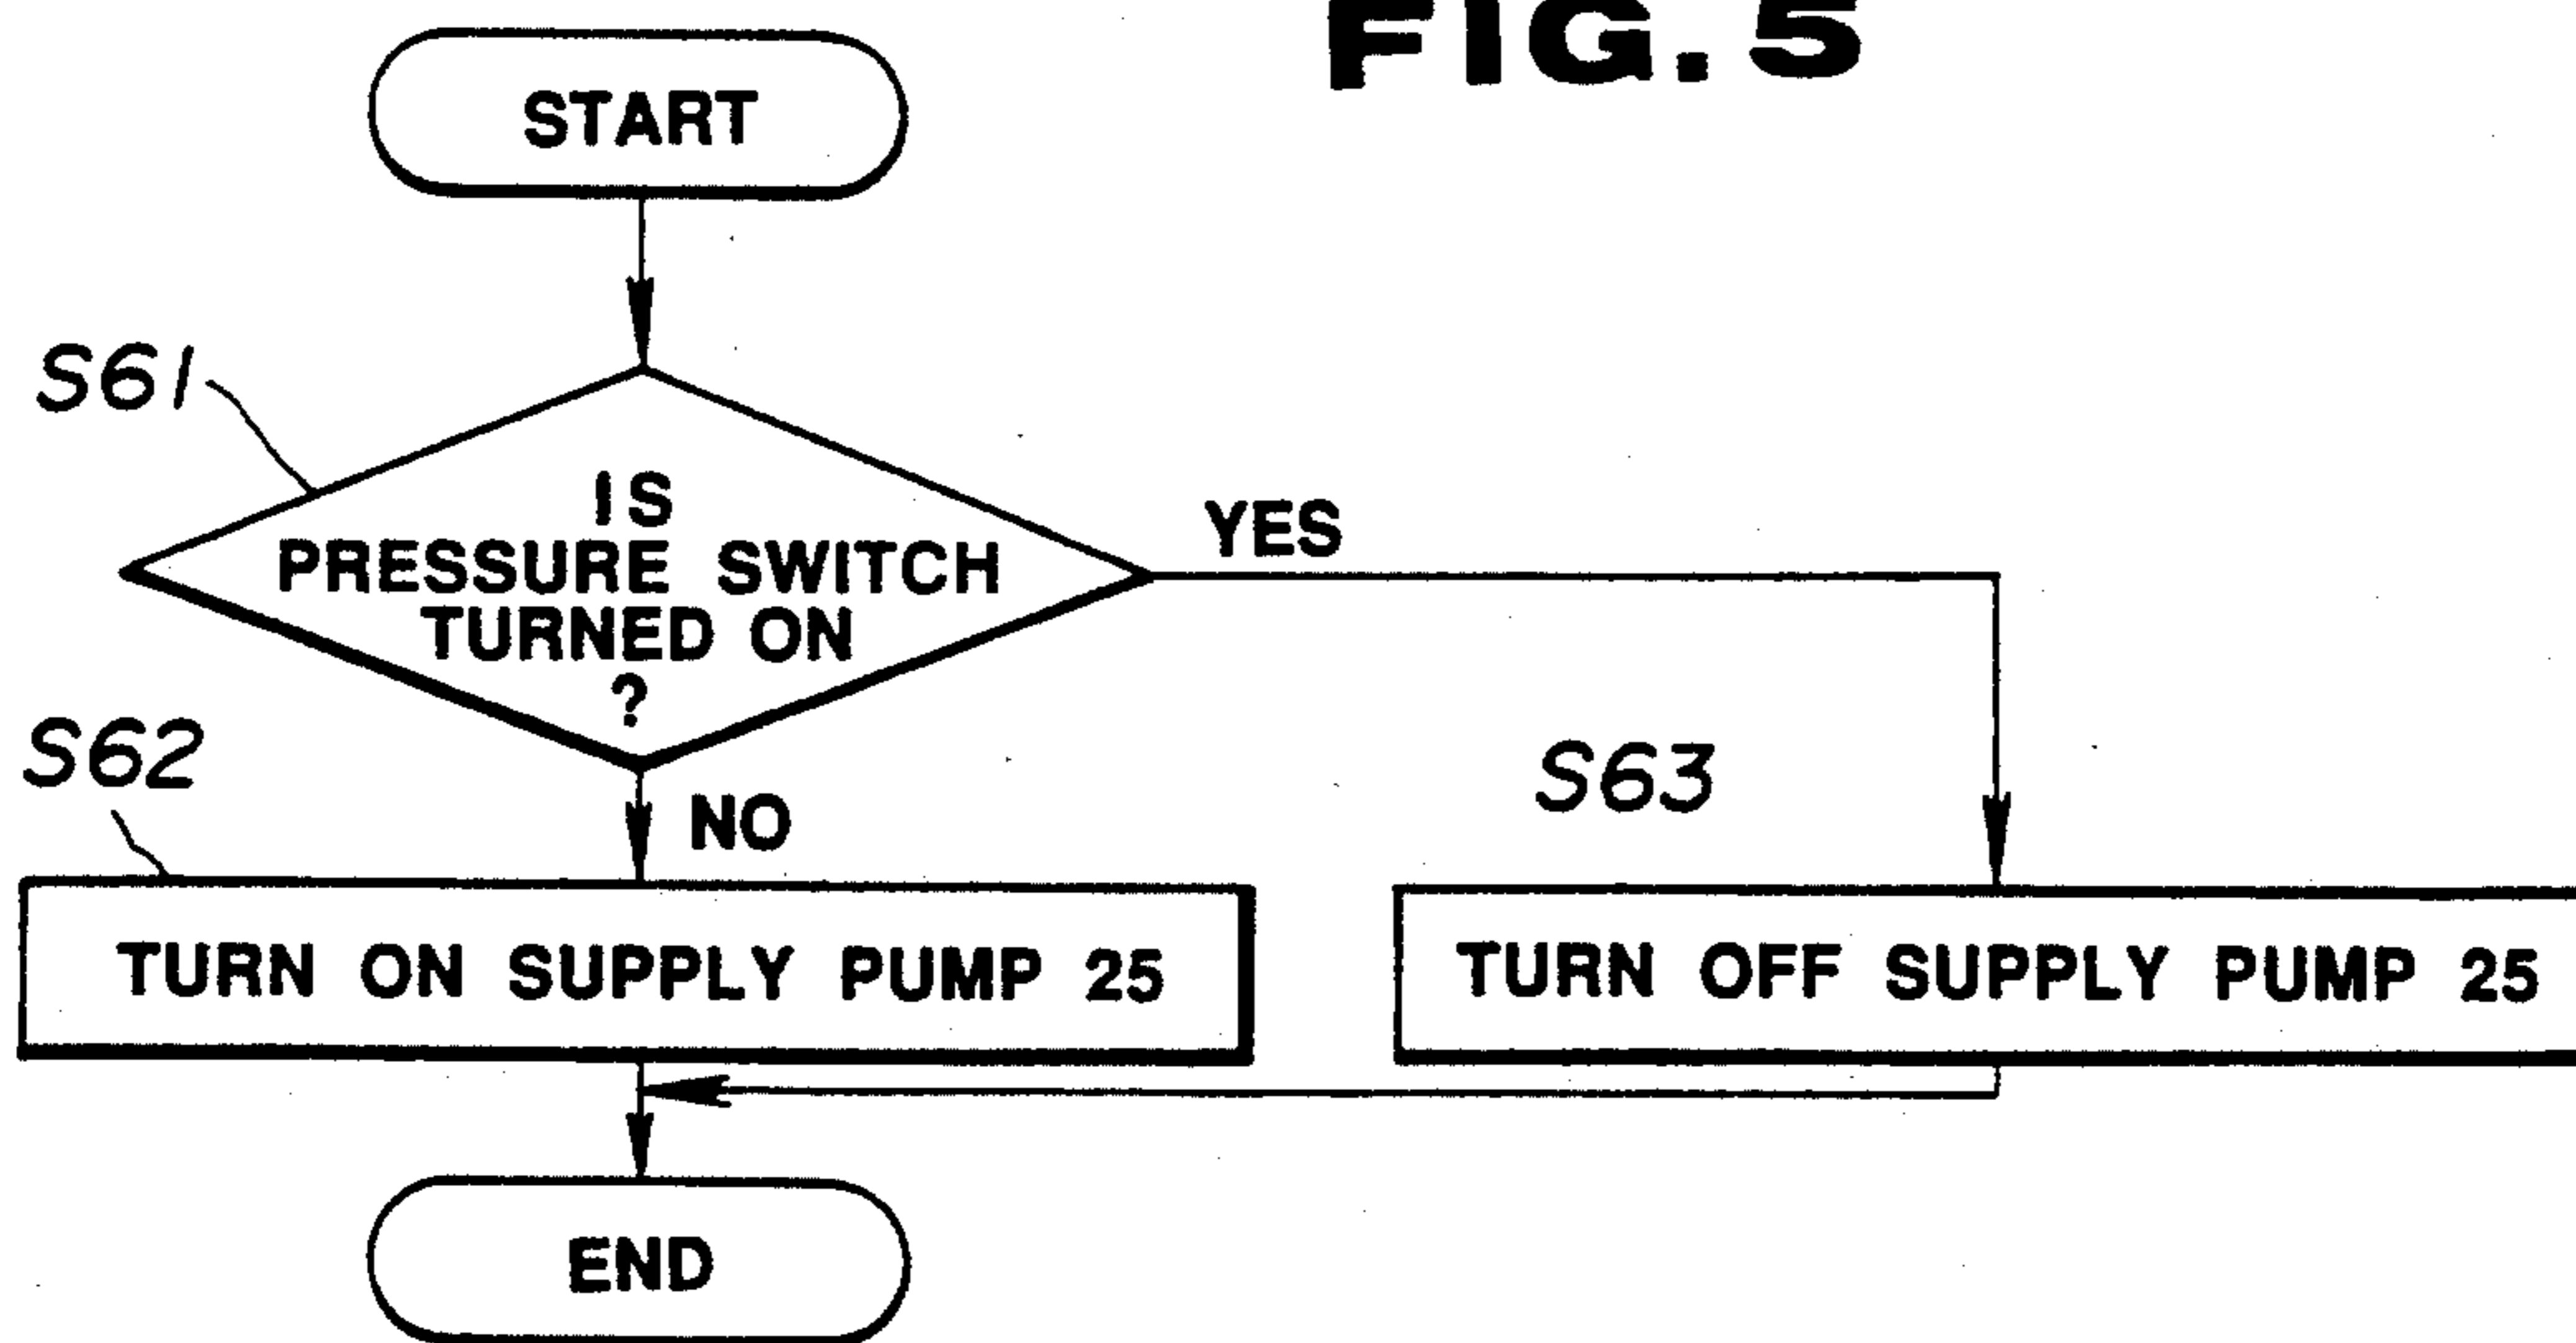 FIG. 5
START
S61
IS
PRESSURE SWITCH
TURNED ON
?
YES
NO
S62
S63
TURN ON SUPPLY PUMP 25
TURN OFF SUPPLY PUMP 25
END